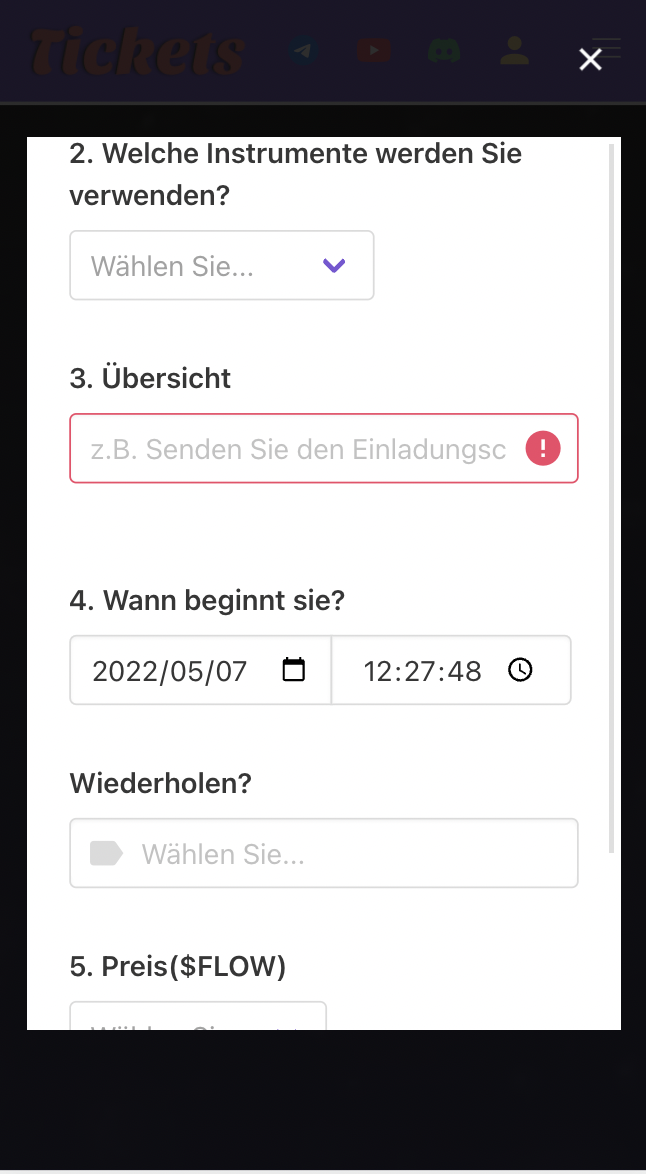 Tickets
2. Welche Instrumente werden Sie
verwenden?
Wählen Sie...
3. Übersicht
z.B. Senden Sie den Einladungsc
4. Wann beginnt sie?
2022/05/07 12:27:48
Wiederholen?
Wählen Sie...
5. Preis($FLOW)